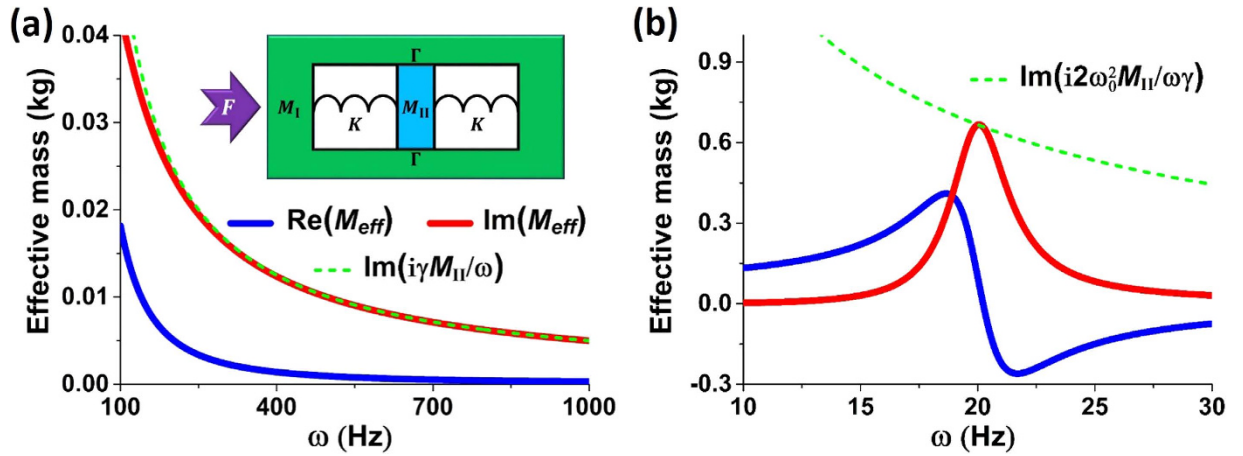 (a)
0.04
0.03
0.02
0.01
0.00
Effective mass (kg)
Γ
F
M_I
K
M_II
K
Γ
Re(M_eff)
Im(M_eff)
Im(iγM_II/ω)
100
400
700
1000
ω (Hz)
(b)
0.9
0.6
0.3
0.0
-0.3
Effective mass (kg)
Im(i2ω₀²M_II/ωγ)
10
15
20
25
30
ω (Hz)